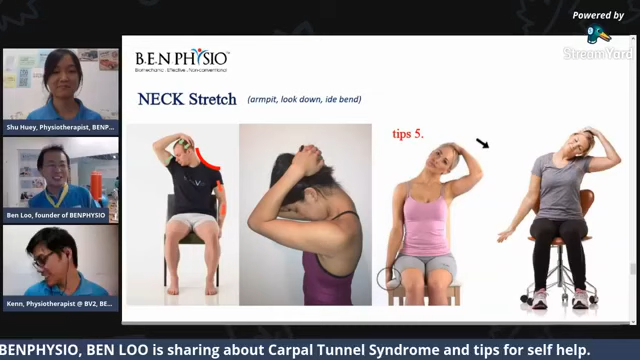 Powered by
StreamYard
B.E.N PHYSIO™
Biomechanic . Effective . Non-conventional
NECK Stretch (armpit, look down, ide bend)
tips 5.
Shu Huey, Physiotherapist, BENP...
Ben Loo, founder of BENPHYSIO
Kenn, Physiotherapist @ BV2, BE...
BENPHYSIO, BEN LOO is sharing about Carpal Tunnel Syndrome and tips for self help.